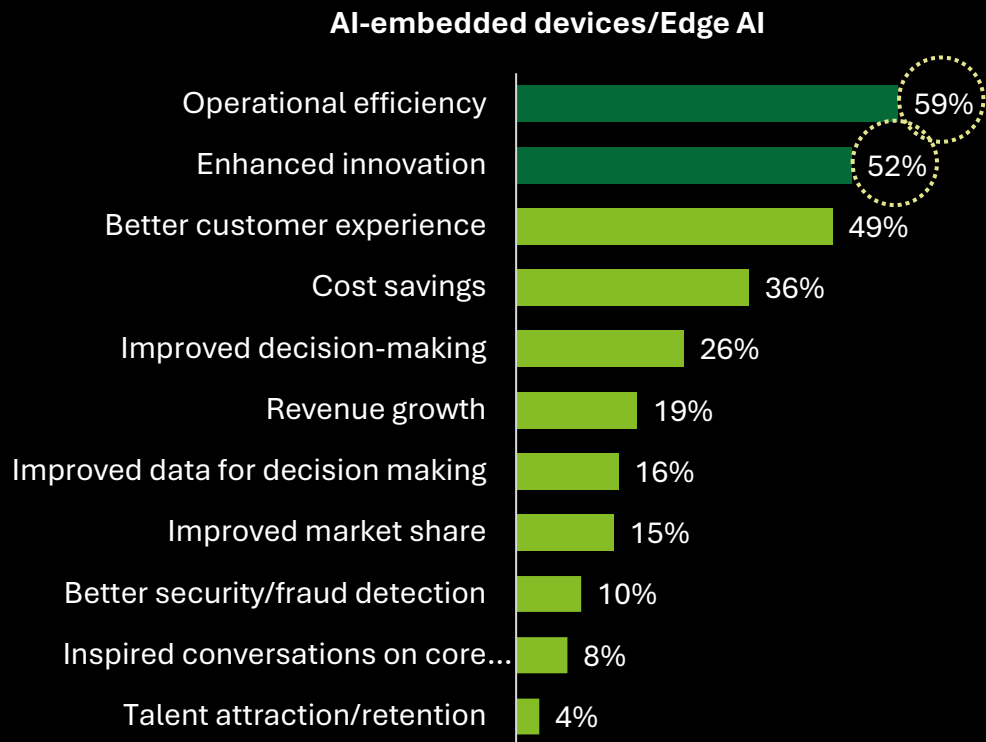 AI-embedded devices/Edge AI
Operational efficiency 59%
Enhanced innovation 52%
Better customer experience 49%
Cost savings 36%
Improved decision-making 26%
Revenue growth 19%
Improved data for decision making 16%
Improved market share 15%
Better security/fraud detection 10%
Inspired conversations on core... 8%
Talent attraction/retention 4%